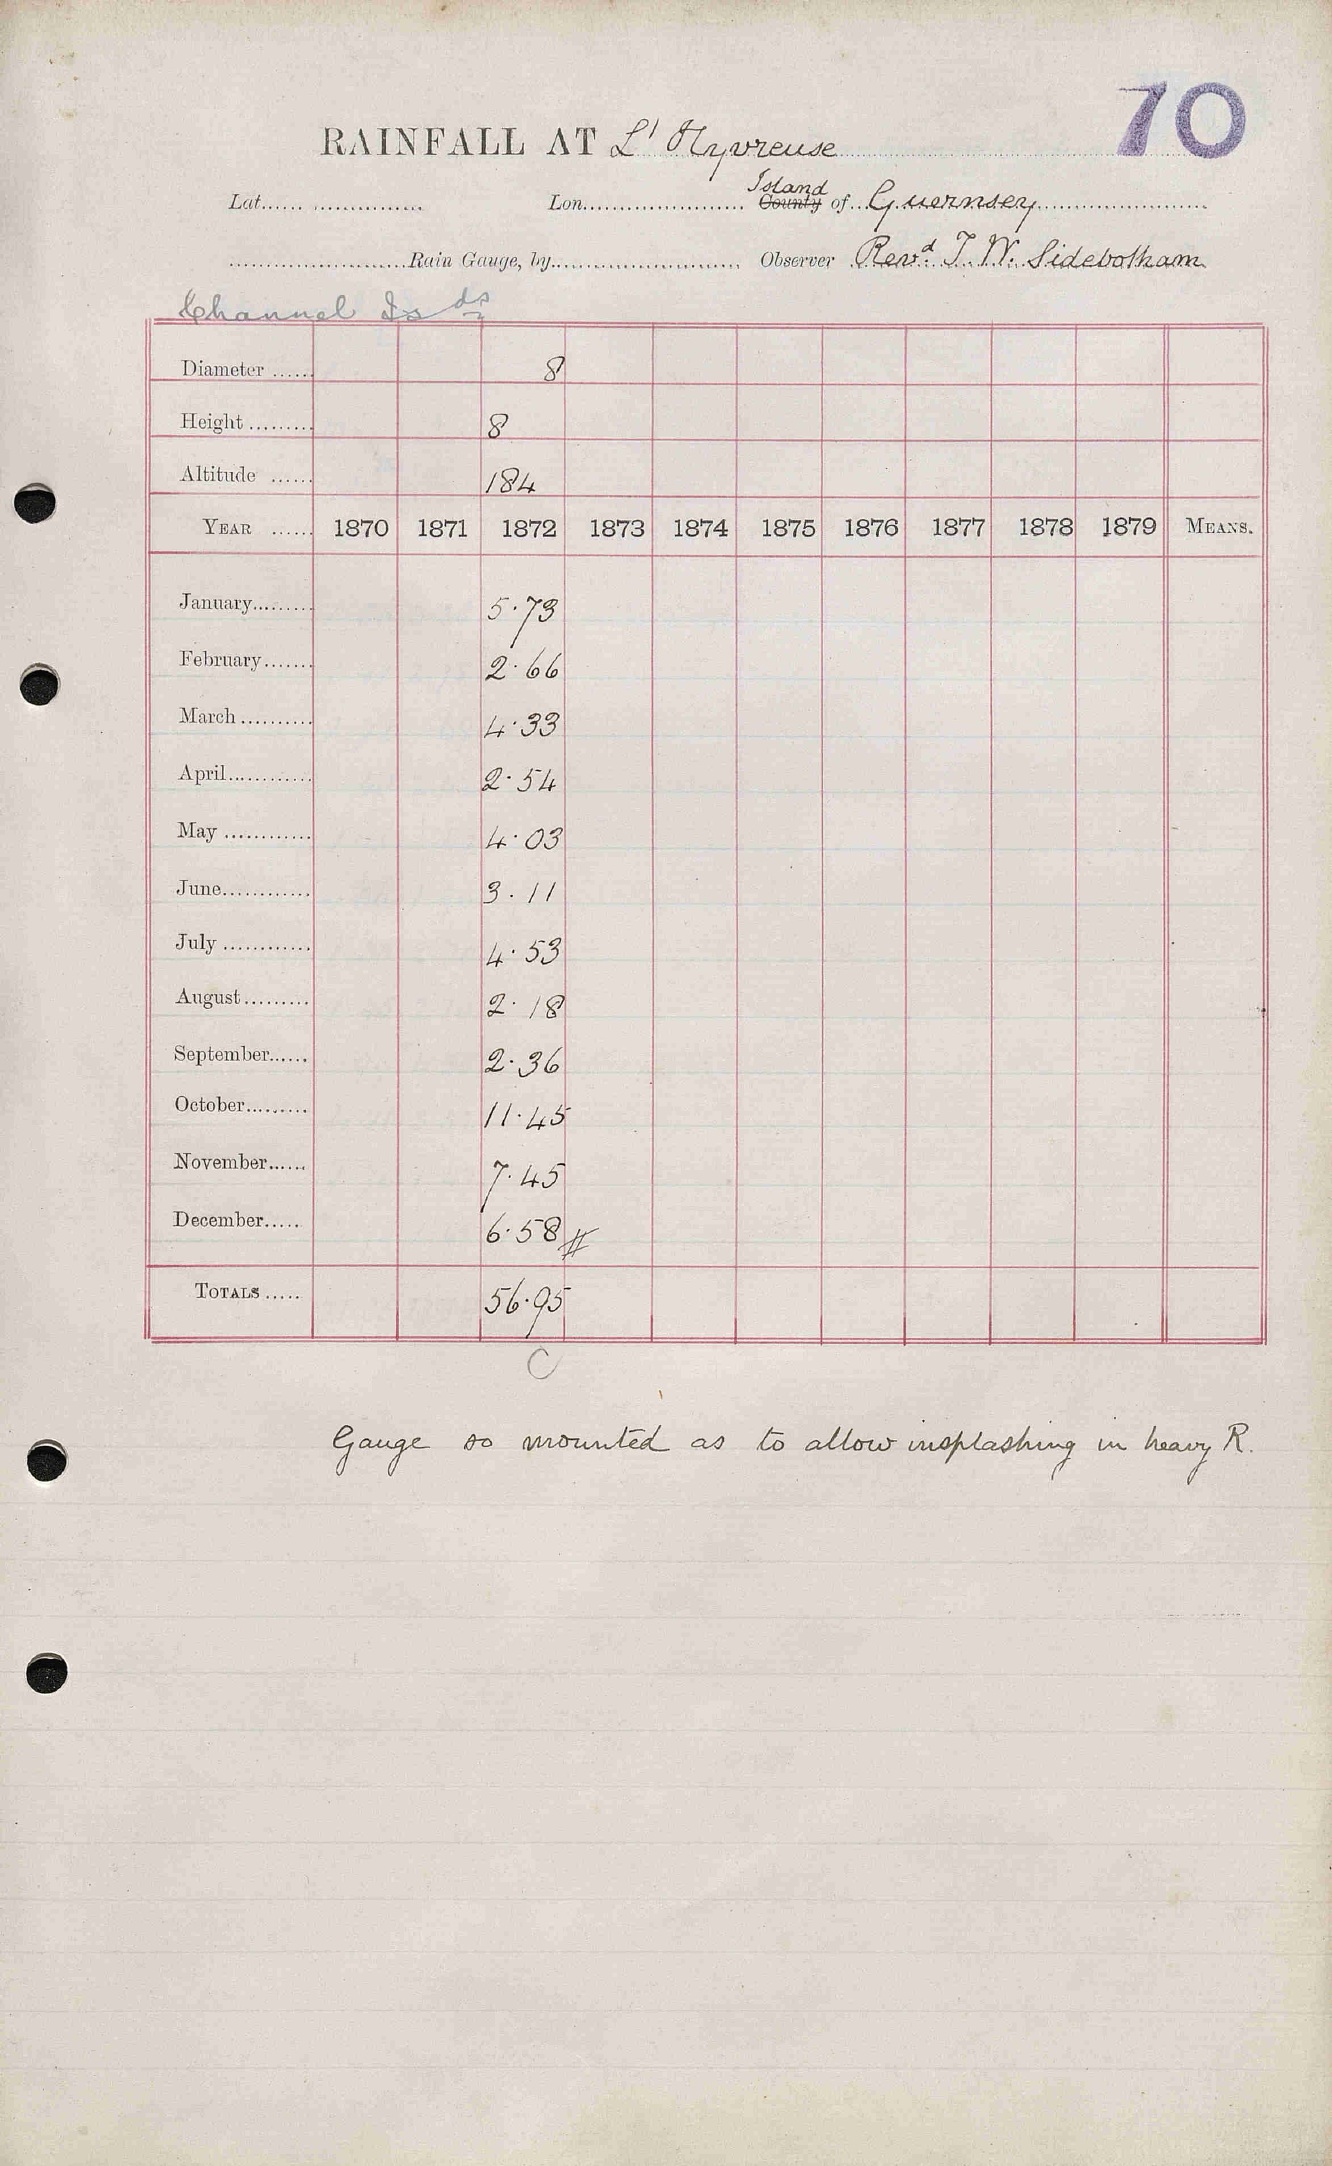 70
RAINFALL AT L'Hyvreuse
Lat. Lon. Island County of Guernsey
Rain Gauge, by Observer Revd. T. W. Sidebotham
Channel Isds
Diameter 8
Height 8
Altitude 184
YEAR 1870 1871 1872 1873 1874 1875 1876 1877 1878 1879 MEANS.
January 5.73
February 2.66
March 4.33
April 2.54
May 4.03
June 3.11
July 4.53
August 2.18
September 2.36
October 11.45
November 7.45
December 6.58 #
TOTALS 56.95
C
Gauge so mounted as to allow insplashing in heavy R.